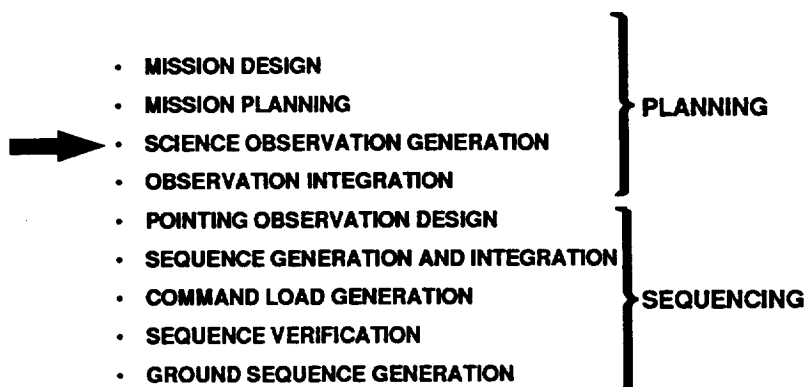 • MISSION DESIGN
• MISSION PLANNING
PLANNING
• SCIENCE OBSERVATION GENERATION
• OBSERVATION INTEGRATION
• POINTING OBSERVATION DESIGN
• SEQUENCE GENERATION AND INTEGRATION
• COMMAND LOAD GENERATION
SEQUENCING
• SEQUENCE VERIFICATION
• GROUND SEQUENCE GENERATION